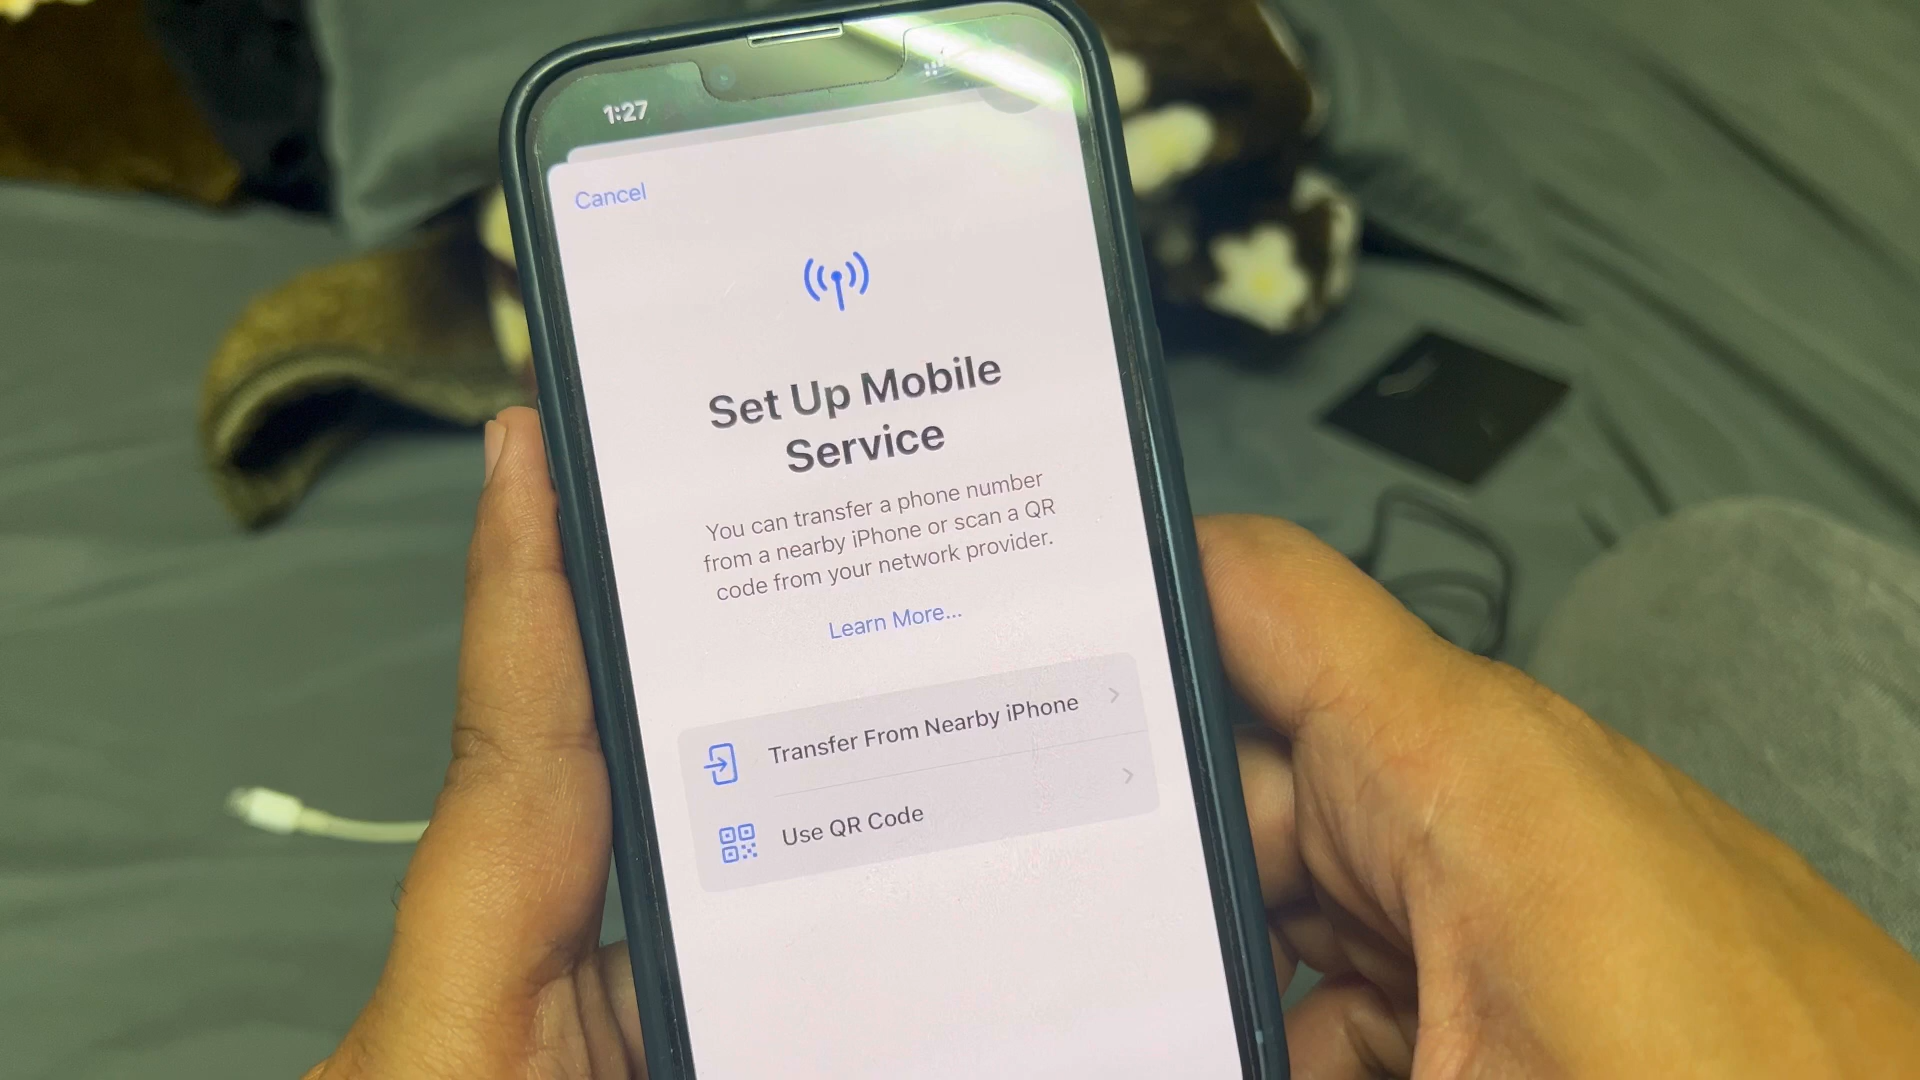 1:27
Cancel
Set Up Mobile
Service
You can transfer a phone number
from a nearby iPhone or scan a QR
code from your network provider.
Learn More...
Transfer From Nearby iPhone
Use QR Code